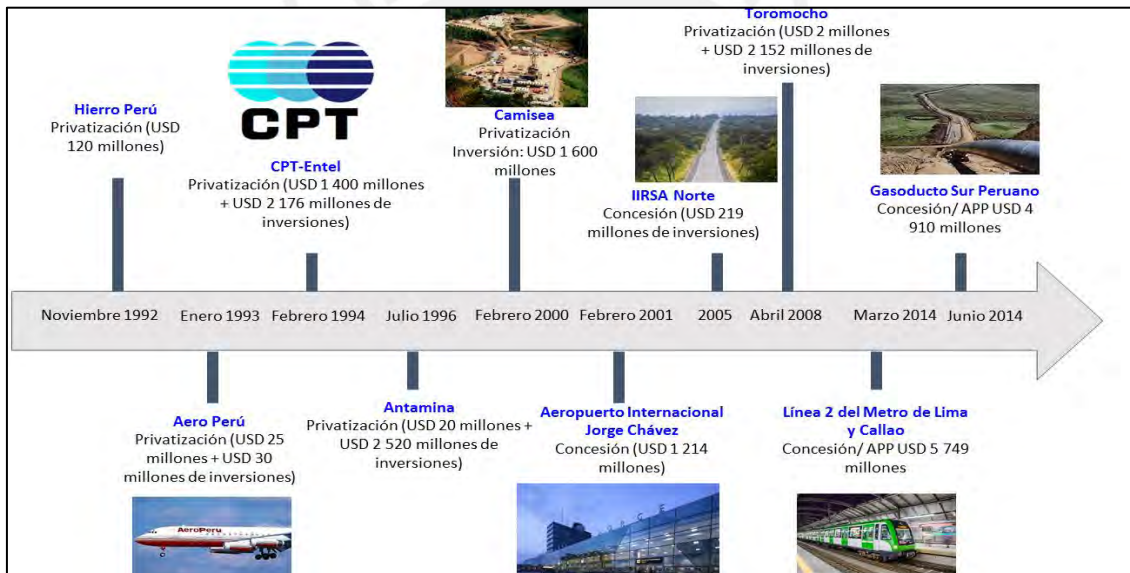 Toromocho
Privatización (USD 2 millones
+ USD 2 152 millones de
inversiones)
CPT
Hierro Perú
Privatización (USD
120 millones)
CPT-Entel
Privatización (USD 1 400 millones
+ USD 2 176 millones de
inversiones)
Camisea
Privatización
Inversión: USD 1 600
millones
IIRSA Norte
Concesión (USD 219
millones de inversiones)
Gasoducto Sur Peruano
Concesión/ APP USD 4
910 millones
Noviembre 1992
Enero 1993
Febrero 1994
Julio 1996
Febrero 2000
Febrero 2001
2005
Abril 2008
Marzo 2014
Junio 2014
Aero Perú
Privatización (USD 25
millones + USD 30
millones de inversiones)
AeroPeru
Antamina
Privatización (USD 20 millones +
USD 2 520 millones de
inversiones)
Aeropuerto Internacional
Jorge Chávez
Concesión (USD 1 214
millones)
Línea 2 del Metro de Lima
y Callao
Concesión/ APP USD 5 749
millones